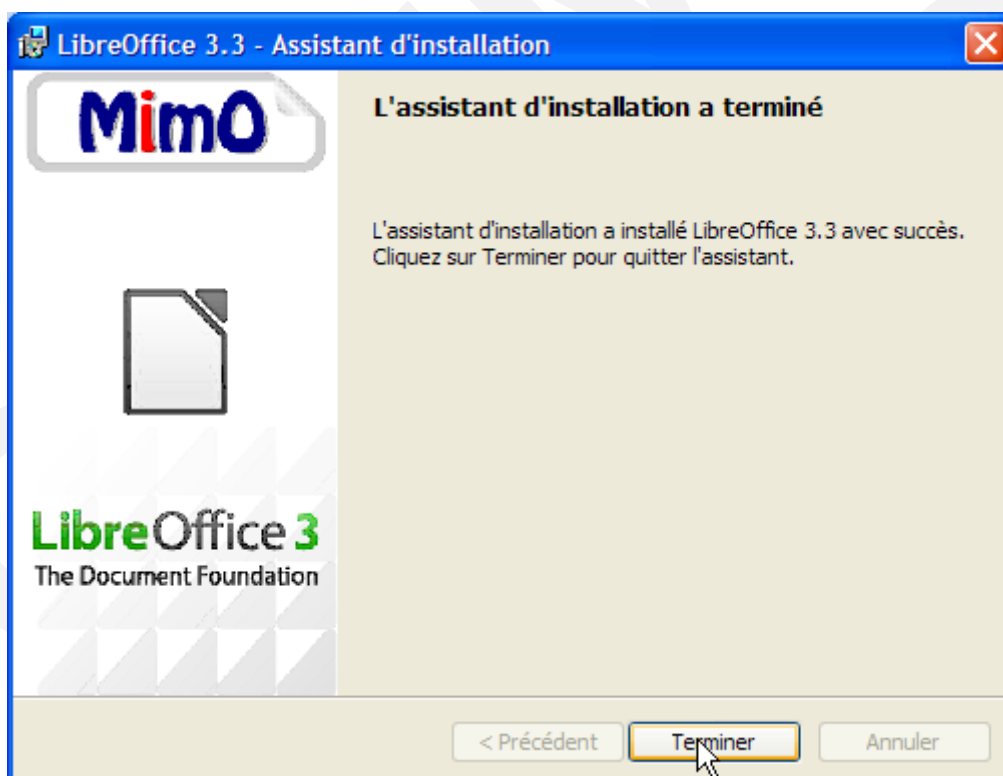 LibreOffice 3.3 - Assistant d'installation
MimO
L'assistant d'installation a terminé
L'assistant d'installation a installé LibreOffice 3.3 avec succès.
Cliquez sur Terminer pour quitter l'assistant.
LibreOffice 3
The Document Foundation
< Précédent
Terminer
Annuler